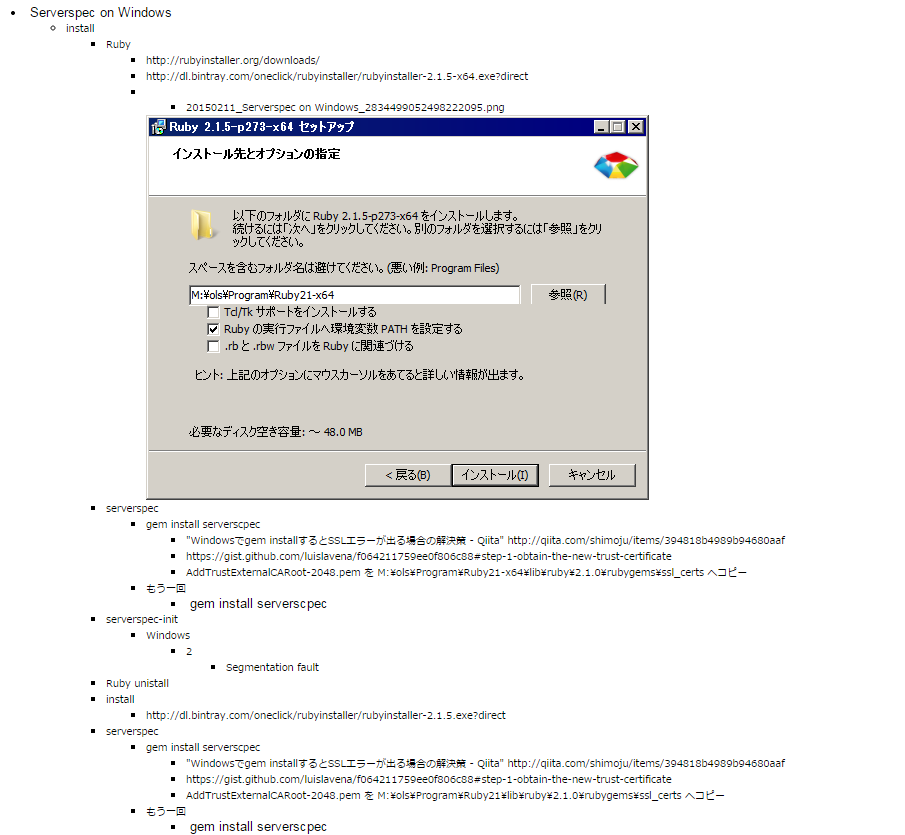 Serverspec on Windows
install
Ruby
http://rubyinstaller.org/downloads/
http://dl.bintray.com/oneclick/rubyinstaller/rubyinstaller-2.1.5-x64.exe?direct
20150211_Serverspec on Windows_2834499052498222095.png
Ruby 2.1.5-p273-x64 セットアップ
インストール先とオプションの指定
以下のフォルダに Ruby 2.1.5-p273-x64 をインストールします。
続けるには「次へ」をクリックしてください。別のフォルダを選択するには「参照」をクリ
ックしてください。
スペースを含むフォルダ名は避けてください。(悪い例: Program Files)
M:¥ols¥Program¥Ruby21-x64 参照(R)
Tcl/Tk サポートをインストールする
Ruby の実行ファイルへ環境変数 PATH を設定する
.rb と .rbw ファイルを Ruby に関連づける
ヒント: 上記のオプションにマウスカーソルをあてると詳しい情報が出ます。
必要なディスク空き容量: ～ 48.0 MB
< 戻る(B) インストール(I) キャンセル
serverspec
gem install serverscpec
"Windowsでgem installするとSSLエラーが出る場合の解決策 - Qiita" http://qiita.com/shimoju/items/394818b4989b94680aaf
https://gist.github.com/luislavena/f064211759ee0f806c88#step-1-obtain-the-new-trust-certificate
AddTrustExternalCARoot-2048.pem を M:¥ols¥Program¥Ruby21-x64¥lib¥ruby¥2.1.0¥rubygems¥ssl_certs へコピー
もう一回
gem install serverscpec
serverspec-init
Windows
2
Segmentation fault
Ruby unistall
install
http://dl.bintray.com/oneclick/rubyinstaller/rubyinstaller-2.1.5.exe?direct
serverspec
gem install serverscpec
"Windowsでgem installするとSSLエラーが出る場合の解決策 - Qiita" http://qiita.com/shimoju/items/394818b4989b94680aaf
https://gist.github.com/luislavena/f064211759ee0f806c88#step-1-obtain-the-new-trust-certificate
AddTrustExternalCARoot-2048.pem を M:¥ols¥Program¥Ruby21¥lib¥ruby¥2.1.0¥rubygems¥ssl_certs へコピー
もう一回
gem install serverscpec